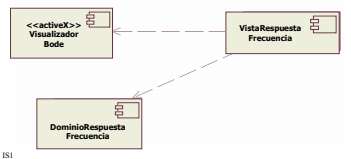 <<activeX>>
Visualizador
Bode
VistaRespuesta
Frecuencia
DominioRespuesta
Frecuencia
IS1